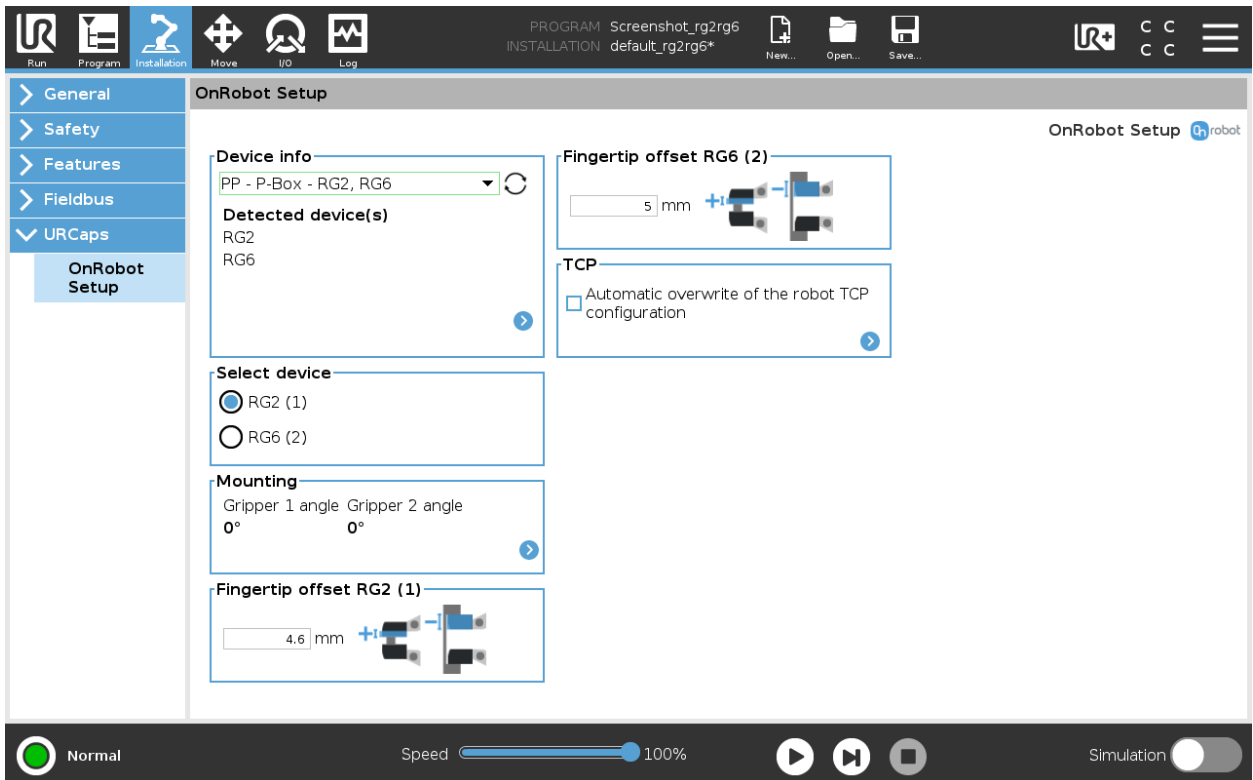 PROGRAM Screenshot_rg2rg6
INSTALLATION default_rg2rg6*
UR
Run
Program
Installation
Move
I/O
Log
New...
Open...
Save...
UR+
C C
C C
General
Safety
Features
Fieldbus
URCaps
OnRobot
Setup
OnRobot Setup
OnRobot Setup On robot
Device info
PP - P-Box - RG2, RG6
Detected device(s)
RG2
RG6
Select device
RG2 (1)
RG6 (2)
Mounting
Gripper 1 angle Gripper 2 angle
0° 0°
Fingertip offset RG2 (1)
4.6 mm
Fingertip offset RG6 (2)
5 mm
TCP
Automatic overwrite of the robot TCP
configuration
Normal
Speed 100%
Simulation